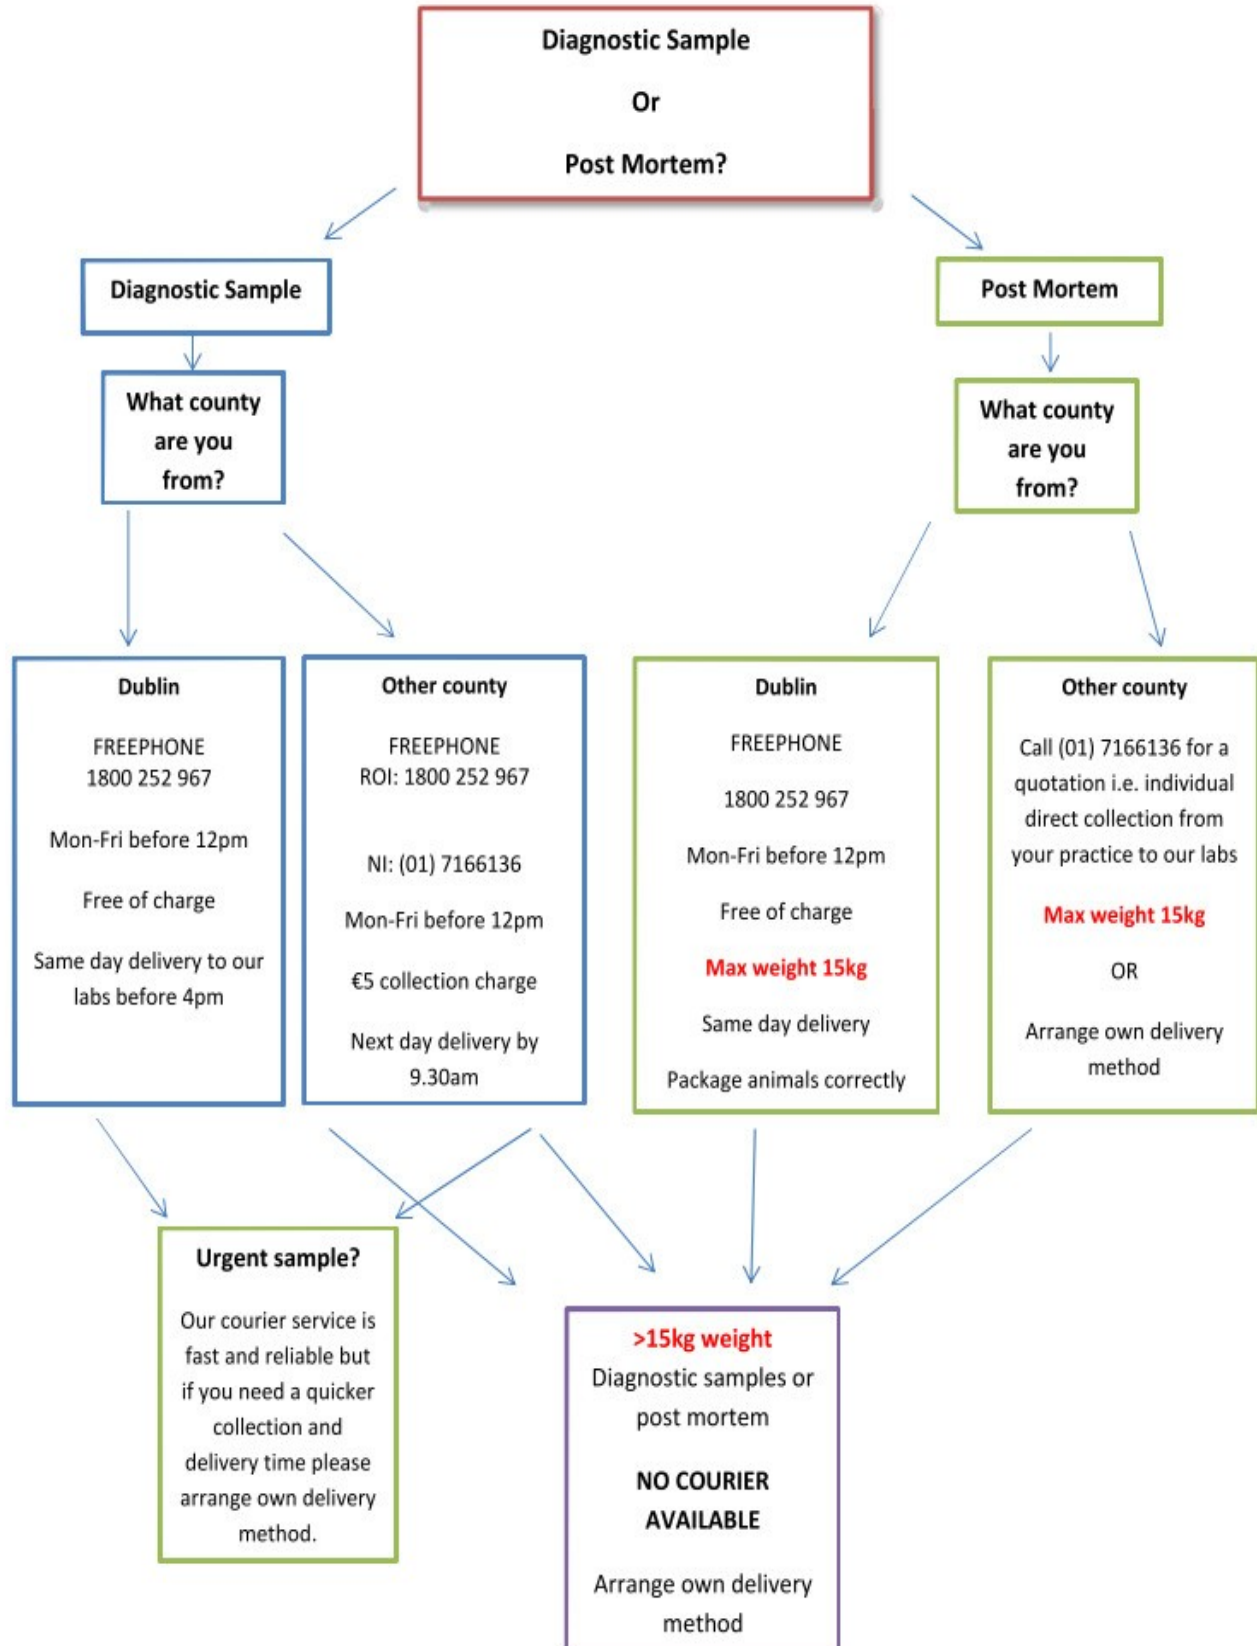 Diagnostic Sample
Or
Post Mortem?
Diagnostic Sample
Post Mortem
What county
are you
from?
What county
are you
from?
Dublin
FREEPHONE
1800 252 967
Mon-Fri before 12pm
Free of charge
Same day delivery to our
labs before 4pm
Other county
FREEPHONE
ROI: 1800 252 967
NI: (01) 7166136
Mon-Fri before 12pm
€5 collection charge
Next day delivery by
9.30am
Dublin
FREEPHONE
1800 252 967
Mon-Fri before 12pm
Free of charge
Max weight 15kg
Same day delivery
Package animals correctly
Other county
Call (01) 7166136 for a
quotation i.e. individual
direct collection from
your practice to our labs
Max weight 15kg
OR
Arrange own delivery
method
Urgent sample?
Our courier service is
fast and reliable but
if you need a quicker
collection and
delivery time please
arrange own delivery
method.
>15kg weight
Diagnostic samples or
post mortem
NO COURIER
AVAILABLE
Arrange own delivery
method